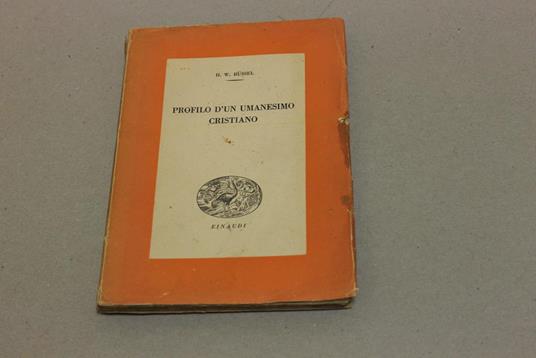 H. W. RÜSSEL
PROFILO D'UN UMANESIMO
CRISTIANO
EINAUDI